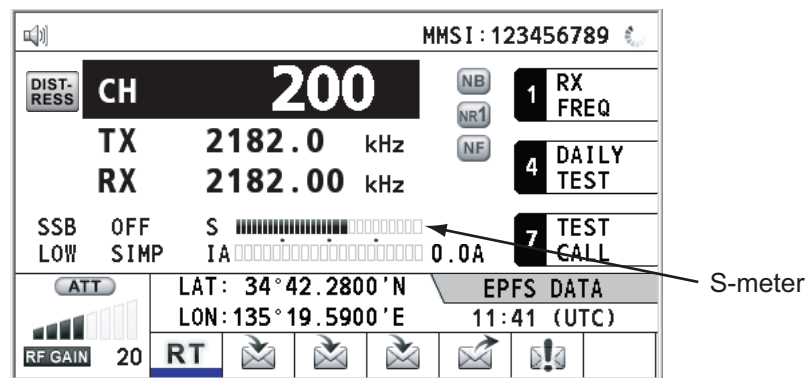 MMSI:123456789
DIST-
RESS
CH 200
TX 2182.0 kHz
RX 2182.00 kHz
NB
NR1
NF
1 RX
FREQ
4 DAILY
TEST
7 TEST
CALL
SSB OFF S
LOW SIMP IA 0.0A
S-meter
ATT
RF GAIN 20
LAT: 34°42.2800'N
LON:135°19.5900'E
EPFS DATA
11:41 (UTC)
RT